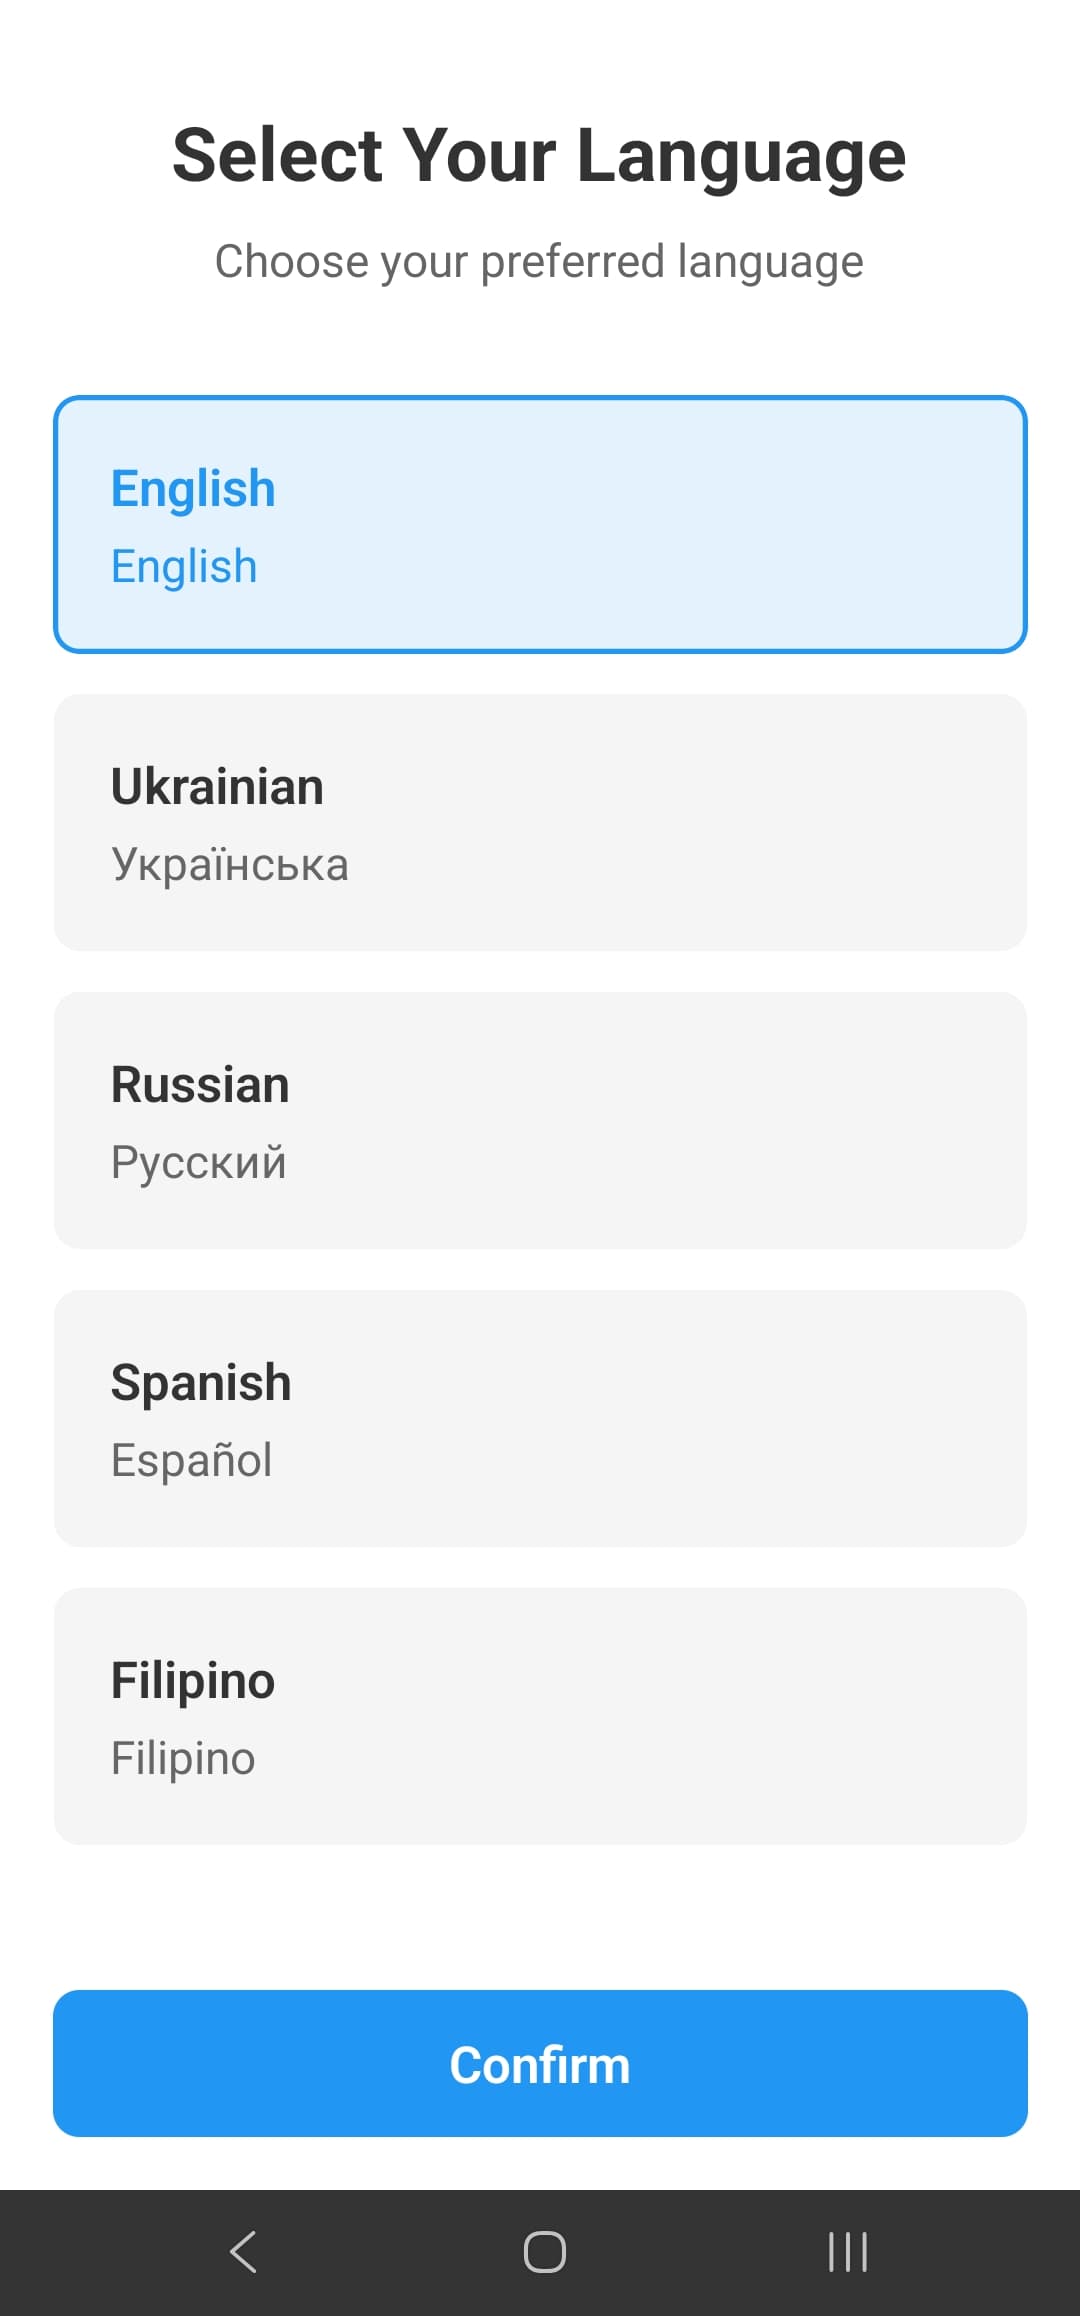 Select Your Language
Choose your preferred language
English
English
Ukrainian
Українська
Russian
Русский
Spanish
Español
Filipino
Filipino
Confirm